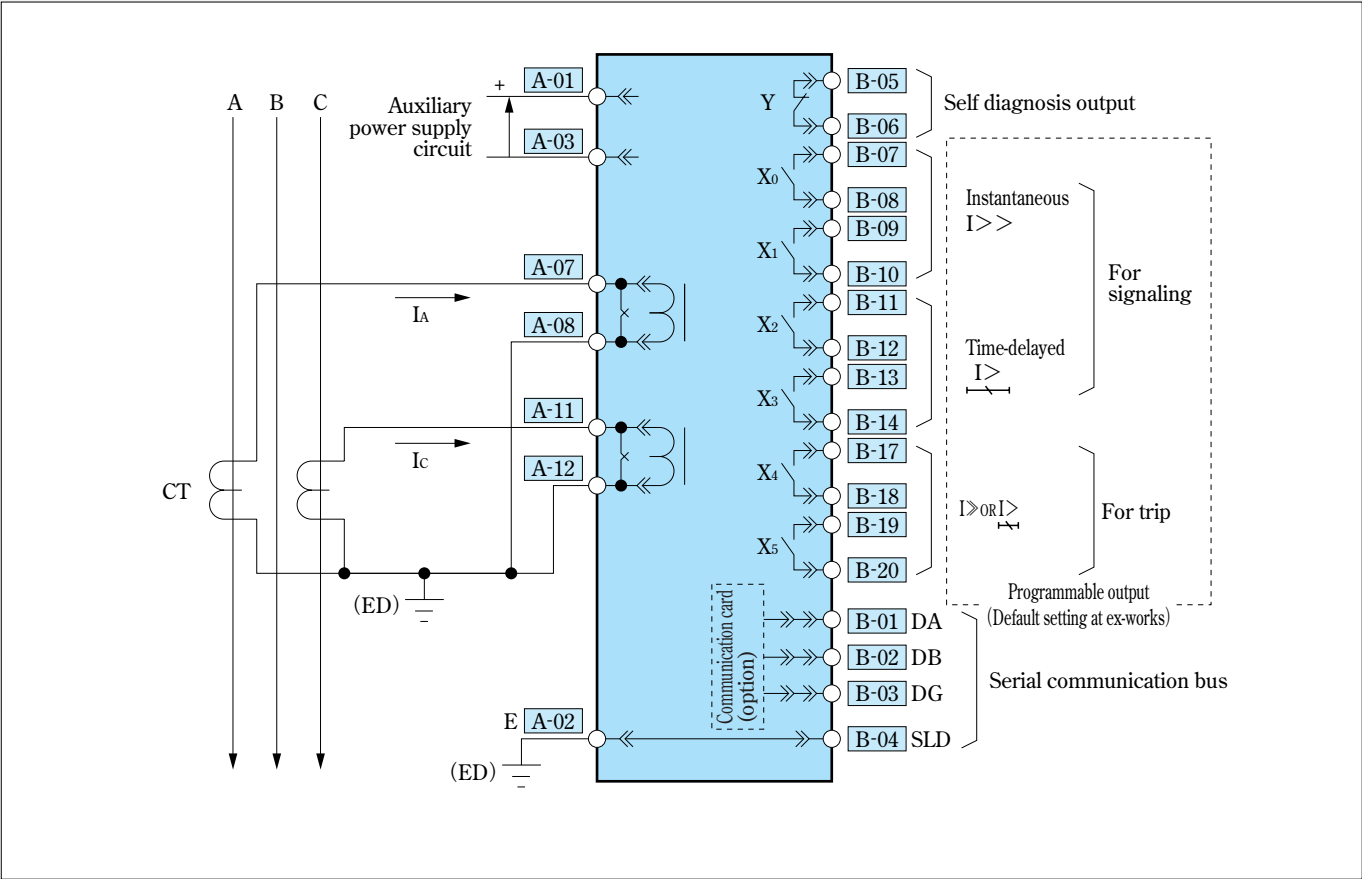 A B C
Auxiliary
power supply
circuit
+
A-01
A-03
A-07
IA
A-08
A-11
IC
A-12
CT
(ED)
E A-02
(ED)
Y
X0
X1
X2
X3
X4
X5
Communication card
(option)
B-05
B-06
B-07
B-08
B-09
B-10
B-11
B-12
B-13
B-14
B-17
B-18
B-19
B-20
B-01 DA
B-02 DB
B-03 DG
B-04 SLD
Self diagnosis output
Instantaneous
I>>
Time-delayed
I>
For
signaling
I≫ORI>
For trip
Programmable output
(Default setting at ex-works)
Serial communication bus